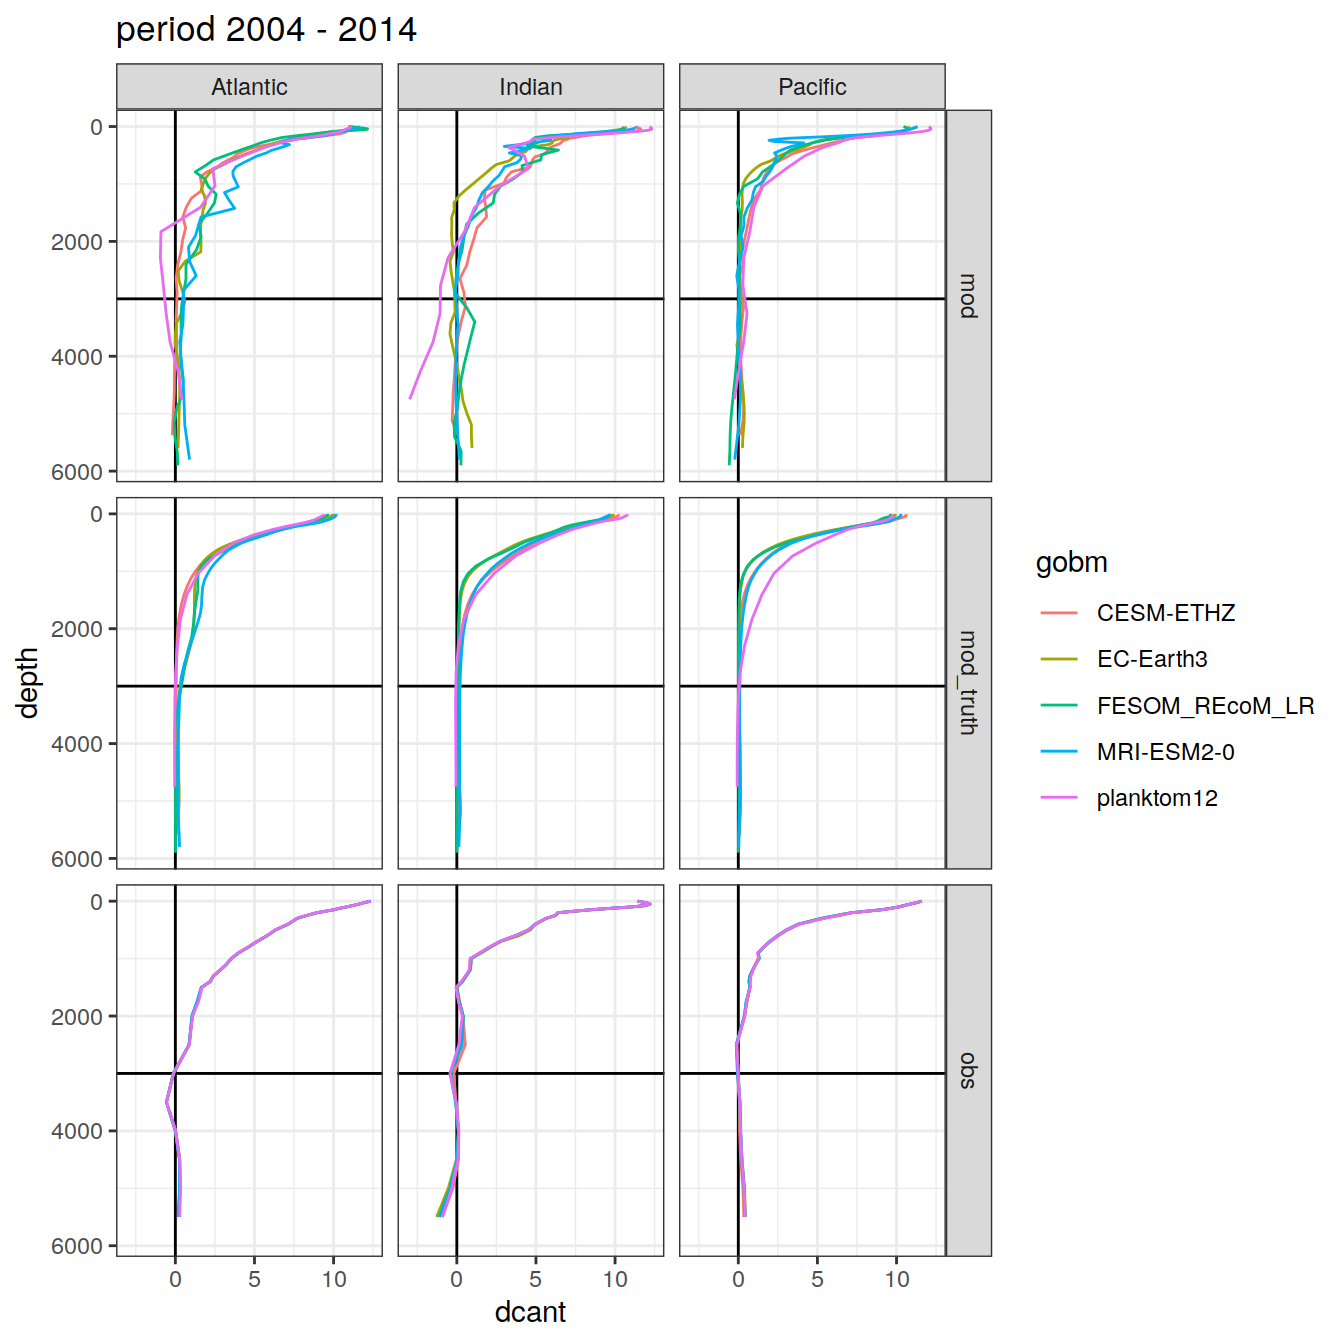 period 2004 - 2014
Atlantic
Indian
Pacific
0
2000
4000
6000
mod
0
2000
4000
6000
mod_truth
0
2000
4000
6000
obs
0 5 10
0 5 10
0 5 10
dcant
depth
gobm
CESM-ETHZ
EC-Earth3
FESOM_REcoM_LR
MRI-ESM2-0
planktom12